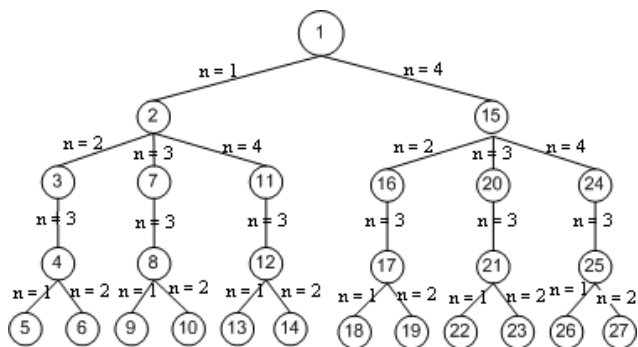 1
n = 1 n = 4
2 15
n = 2 n = 3 n = 4 n = 2 n = 3 n = 4
3 7 11 16 20 24
n = 3 n = 3 n = 3 n = 3 n = 3 n = 3
4 8 12 17 21 25
n = 1 n = 2 n = 1 n = 2 n = 1 n = 2 n = 1 n = 2 n = 1 n = 2 n = 1 n = 2
5 6 9 10 13 14 18 19 22 23 26 27